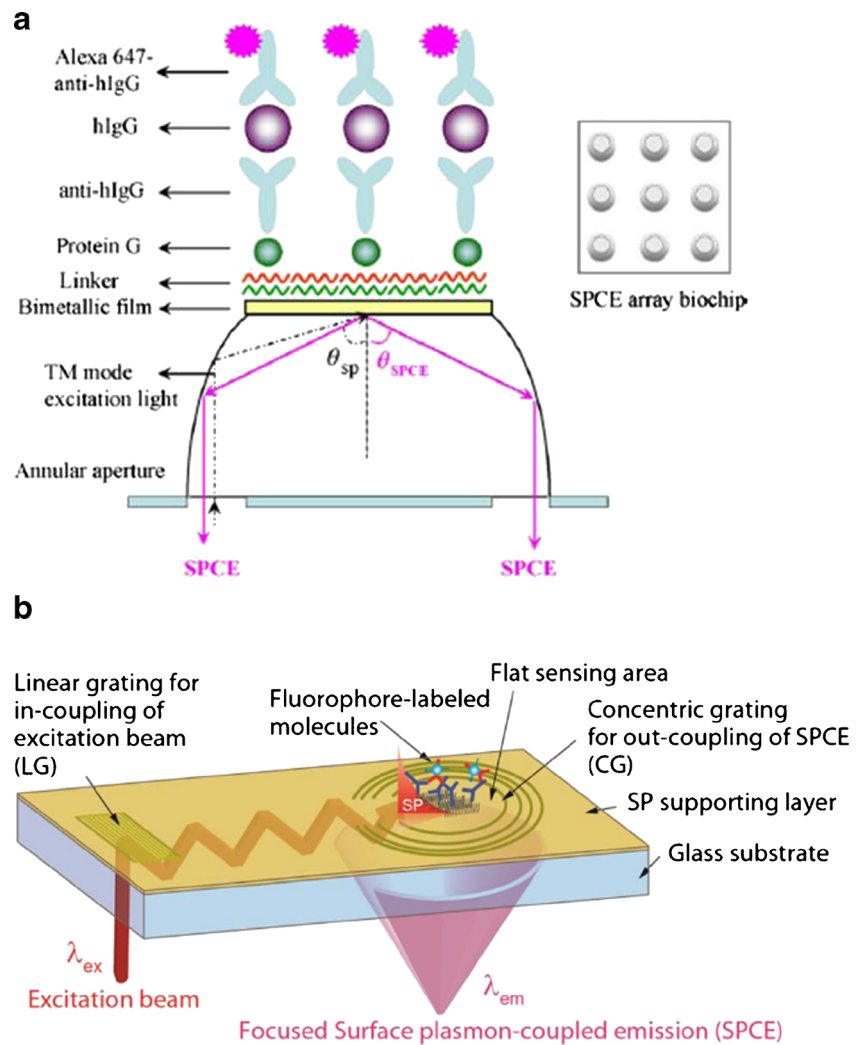 a
Alexa 647-
anti-hIgG
hIgG
anti-hIgG
Protein G
Linker
Bimetallic film
θsp
θSPCE
TM mode
excitation light
Annular aperture
SPCE
SPCE
SPCE array biochip
b
Linear grating for
in-coupling of
excitation beam
(LG)
Fluorophore-labeled
molecules
Flat sensing area
Concentric grating
for out-coupling of SPCE
(CG)
SP supporting layer
Glass substrate
SP
λex
Excitation beam
λem
Focused Surface plasmon-coupled emission (SPCE)